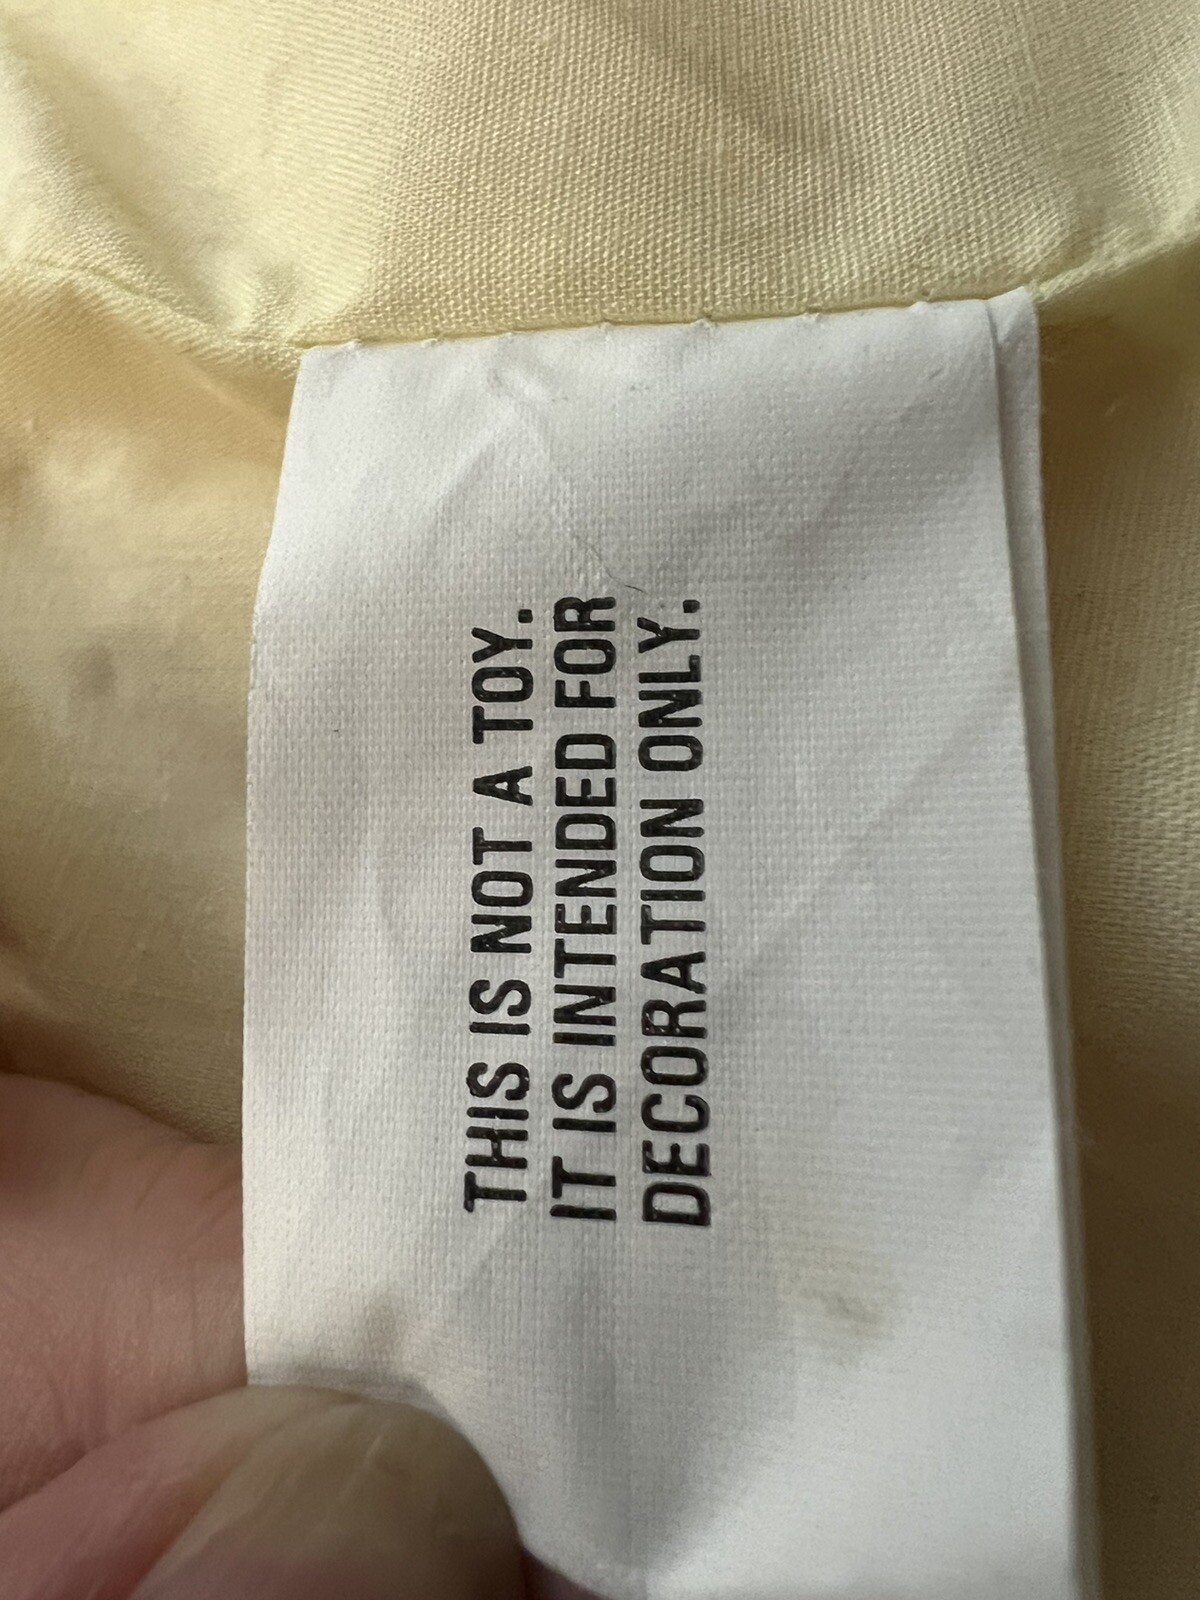 THIS IS NOT A TOY.
IT IS INTENDED FOR
DECORATION ONLY.